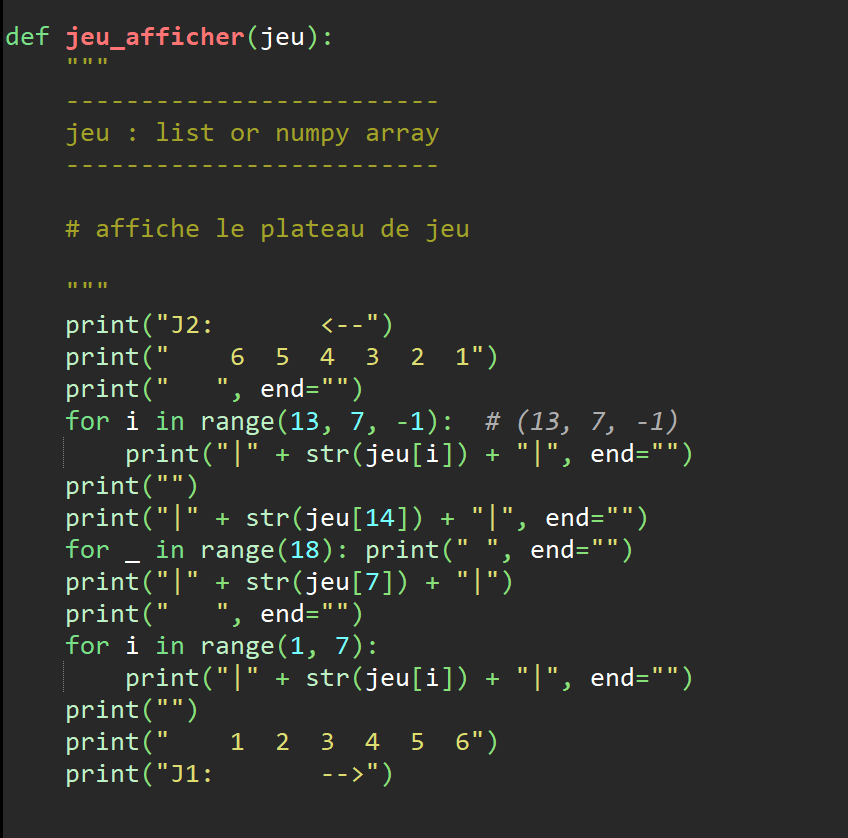 def jeu_afficher(jeu):
    """
    -------------------------
    jeu : list or numpy array
    -------------------------
    # affiche le plateau de jeu
    """
    print("J2:       <--")
    print("    6  5  4  3  2  1")
    print("   ", end="")
    for i in range(13, 7, -1):  # (13, 7, -1)
        print("|" + str(jeu[i]) + "|", end="")
    print("")
    print("|" + str(jeu[14]) + "|", end="")
    for _ in range(18): print(" ", end="")
    print("|" + str(jeu[7]) + "|")
    print("   ", end="")
    for i in range(1, 7):
        print("|" + str(jeu[i]) + "|", end="")
    print("")
    print("    1  2  3  4  5  6")
    print("J1:       -->")